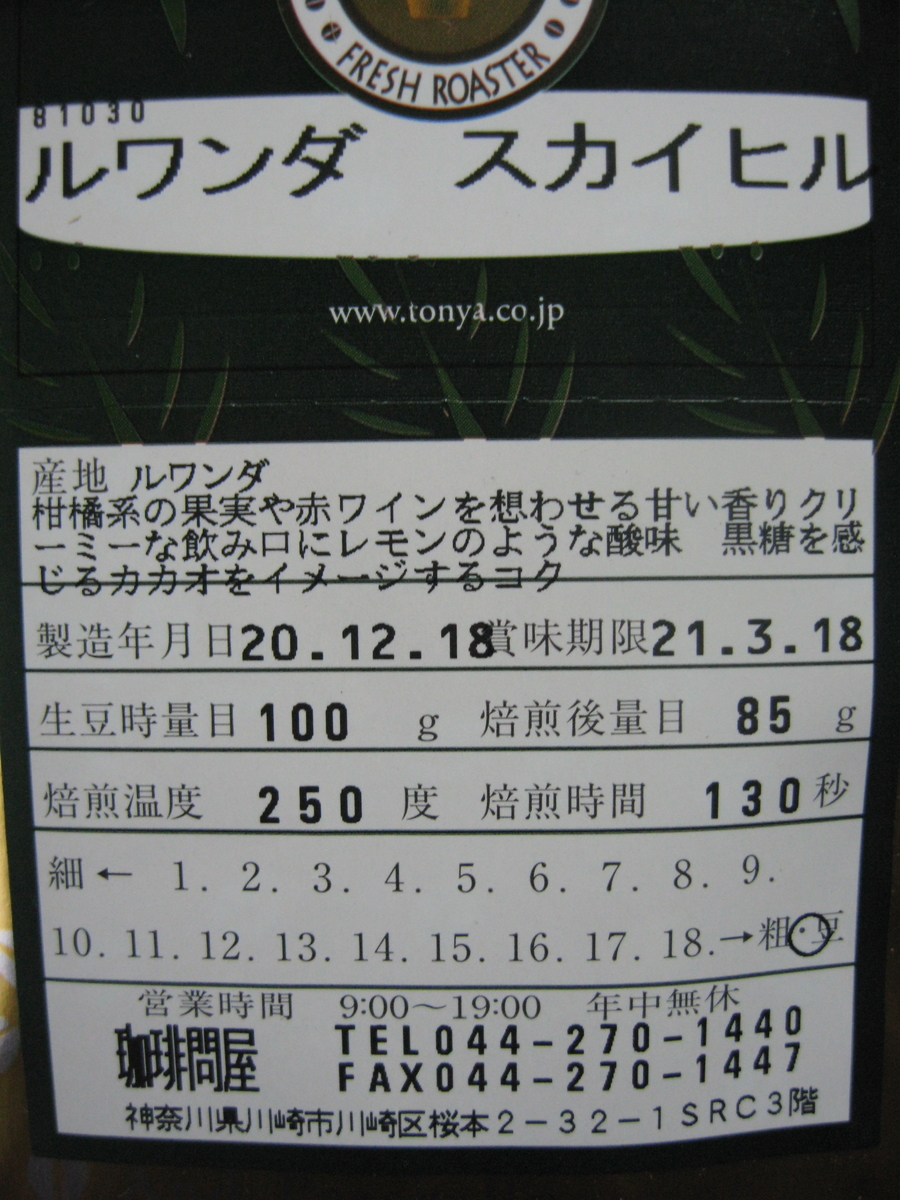 FRESH ROASTER
81030
ルワンダ　スカイヒル
www.tonya.co.jp
産地 ルワンダ
柑橘系の果実や赤ワインを想わせる甘い香りクリ
ーミーな飲み口にレモンのような酸味　黒糖を感
じるカカオをイメージするコク
製造年月日20.12.18賞味期限21.3.18
生豆時量目 100 g 焙煎後量目 85 g
焙煎温度 250 度 焙煎時間 130 秒
細← 1. 2. 3. 4. 5. 6. 7. 8. 9.
10. 11. 12. 13. 14. 15. 16. 17. 18.→粗・豆
営業時間 9:00～19:00 年中無休
珈琲問屋 TEL044-270-1440
FAX044-270-1447
神奈川県川崎市川崎区桜本2-32-1SRC3階